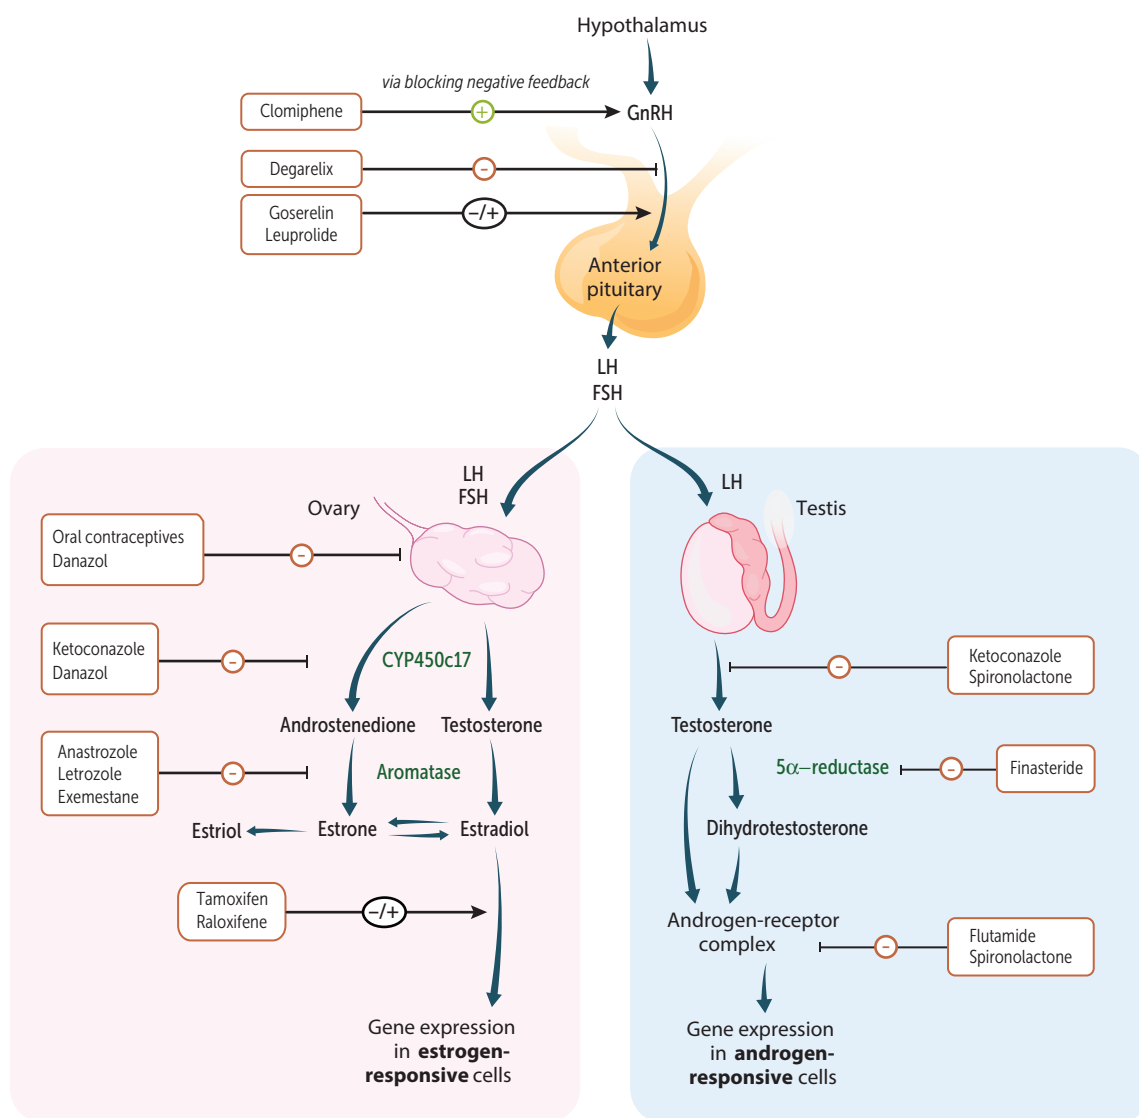 Hypothalamus
via blocking negative feedback
Clomiphene
+
GnRH
Degarelix
–
Goserelin
Leuprolide
–/+
Anterior
pituitary
LH
FSH
LH
FSH
Ovary
Oral contraceptives
Danazol
–
Ketoconazole
Danazol
–
CYP450c17
Androstenedione
Testosterone
Anastrozole
Letrozole
Exemestane
–
Aromatase
Estriol
Estrone
Estradiol
Tamoxifen
Raloxifene
–/+
Gene expression
in estrogen-
responsive cells
LH
Testis
–
Ketoconazole
Spironolactone
Testosterone
5α–reductase
–
Finasteride
Dihydrotestosterone
Androgen-receptor
complex
–
Flutamide
Spironolactone
Gene expression
in androgen-
responsive cells